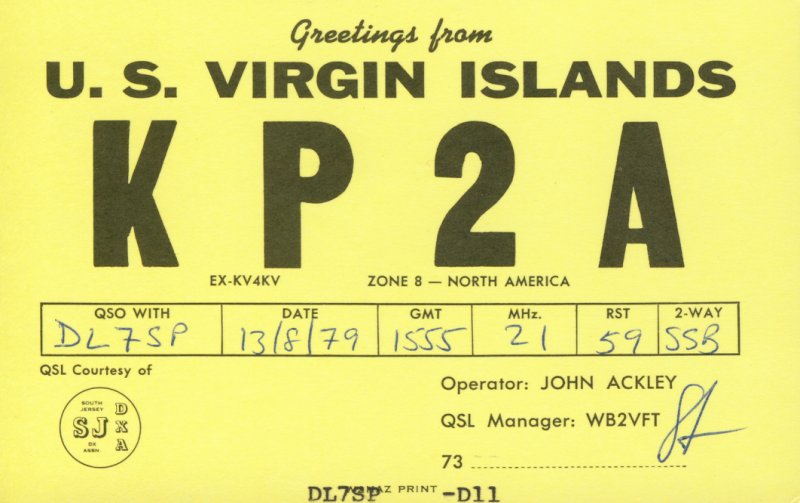 Greetings from
U. S. VIRGIN ISLANDS
KP2A
EX-KV4KV ZONE 8 — NORTH AMERICA
QSO WITH DATE GMT MHz. RST 2-WAY
DL7SP 13/8/79 1555 21 59 SSB
QSL Courtesy of
Operator: JOHN ACKLEY
SOUTH JERSEY
SJ DXA
DX ASSN.
QSL Manager: WB2VFT
73
PRINT
DL7SP -D11